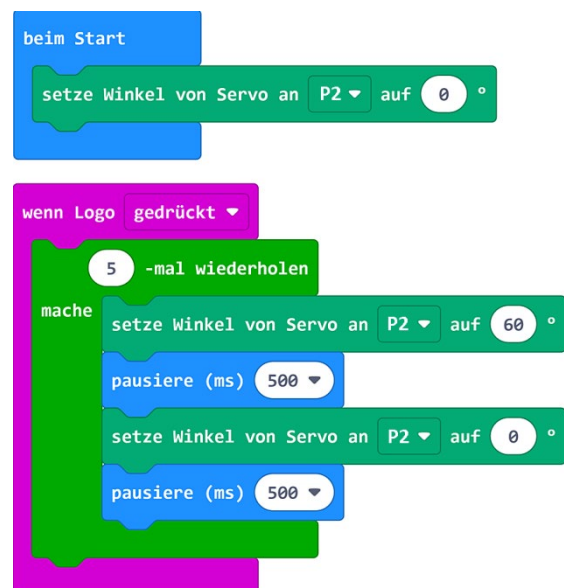 beim Start
setze Winkel von Servo an P2 auf 0 °
wenn Logo gedrückt
5 -mal wiederholen
mache
setze Winkel von Servo an P2 auf 60 °
pausiere (ms) 500
setze Winkel von Servo an P2 auf 0 °
pausiere (ms) 500